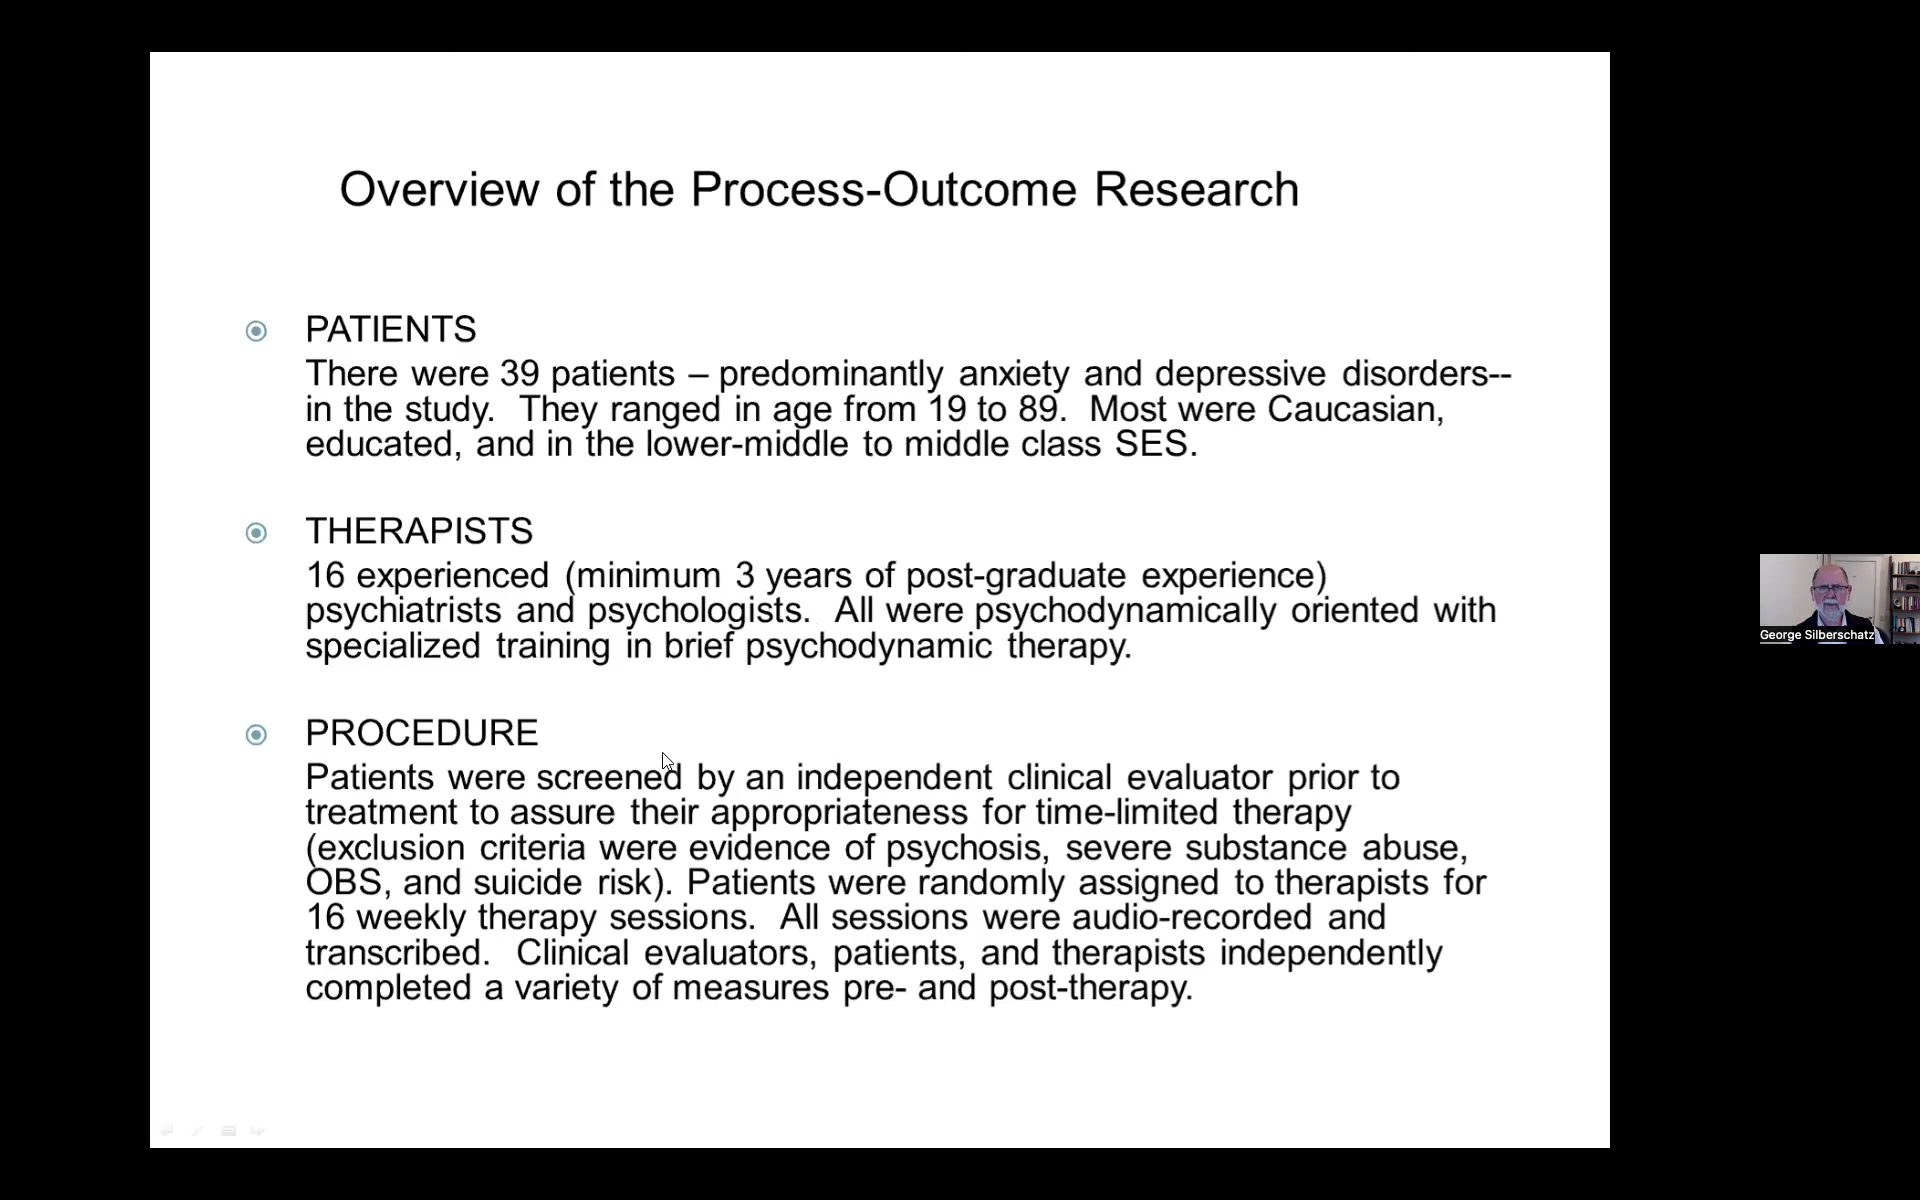 Overview of the Process-Outcome Research
PATIENTS
There were 39 patients – predominantly anxiety and depressive disorders--
in the study.  They ranged in age from 19 to 89.  Most were Caucasian,
educated, and in the lower-middle to middle class SES.
THERAPISTS
16 experienced (minimum 3 years of post-graduate experience)
psychiatrists and psychologists.  All were psychodynamically oriented with
specialized training in brief psychodynamic therapy.
PROCEDURE
Patients were screened by an independent clinical evaluator prior to
treatment to assure their appropriateness for time-limited therapy
(exclusion criteria were evidence of psychosis, severe substance abuse,
OBS, and suicide risk). Patients were randomly assigned to therapists for
16 weekly therapy sessions.  All sessions were audio-recorded and
transcribed.  Clinical evaluators, patients, and therapists independently
completed a variety of measures pre- and post-therapy.
George Silberschatz